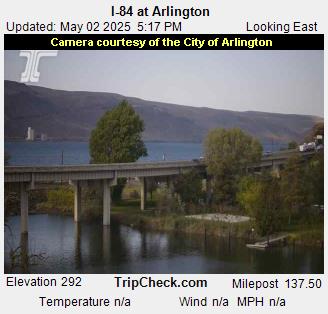 I-84 at Arlington
Updated: May 02 2025 5:17 PM Looking East
Camera courtesy of the City of Arlington
Elevation 292 TripCheck.com Milepost 137.50
Temperature n/a Wind n/a MPH n/a